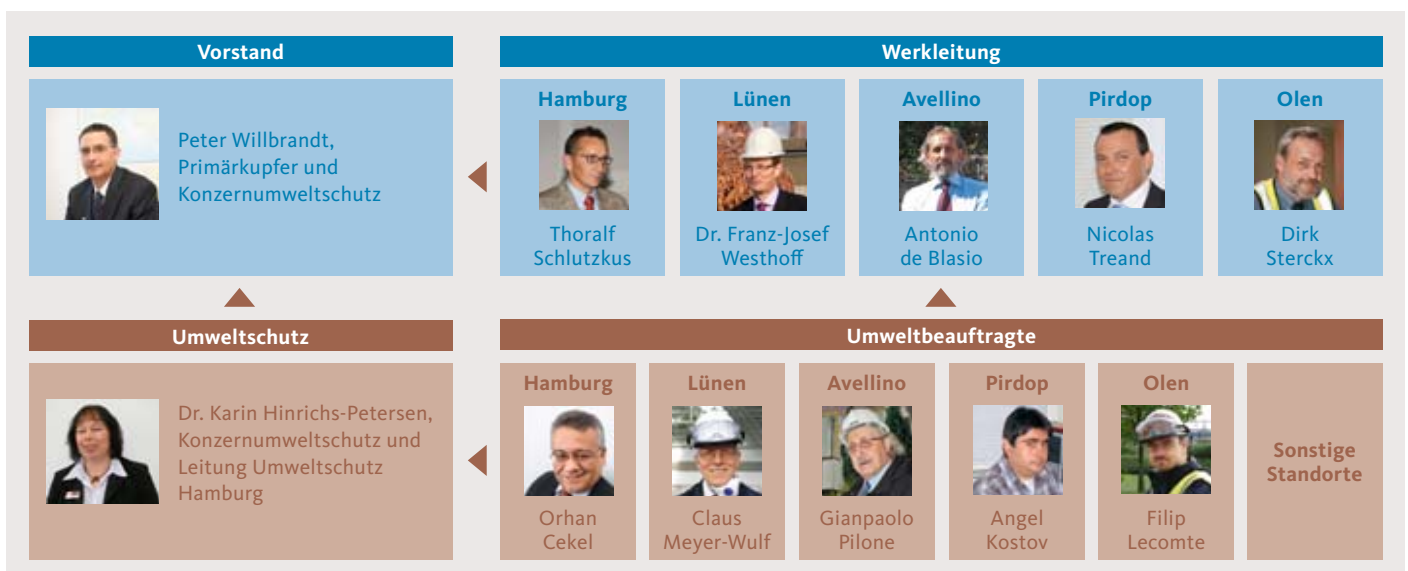 Vorstand
Peter Willbrandt,
Primärkupfer und
Konzernumweltschutz
Werkleitung
Hamburg
Thoralf
Schlutzkus
Lünen
Dr. Franz-Josef
Westhoff
Avellino
Antonio
de Blasio
Pirdop
Nicolas
Treand
Olen
Dirk
Sterckx
Umweltschutz
Dr. Karin Hinrichs-Petersen,
Konzernumweltschutz und
Leitung Umweltschutz
Hamburg
Umweltbeauftragte
Hamburg
Orhan
Cekel
Lünen
Claus
Meyer-Wulf
Avellino
Gianpaolo
Pilone
Pirdop
Angel
Kostov
Olen
Filip
Lecomte
Sonstige
Standorte